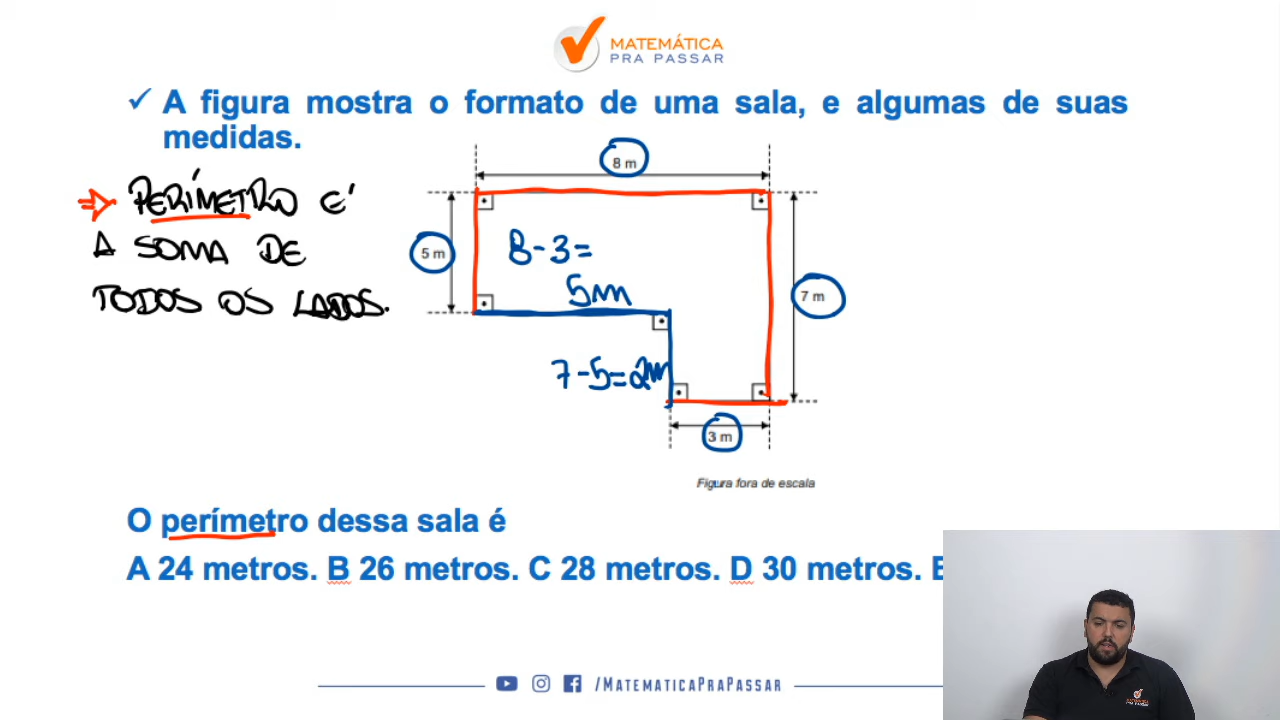 MATEMÁTICA
PRA PASSAR
✓ A figura mostra o formato de uma sala, e algumas de suas
medidas.
8 m
⇒ PERÍMETRO É
A SOMA DE
TODOS OS LADOS.
5 m
8-3=
5m
7 m
7-5=2m
3 m
Figura fora de escala
O perímetro dessa sala é
A 24 metros. B 26 metros. C 28 metros. D 30 metros.
/MatematicaPraPassar